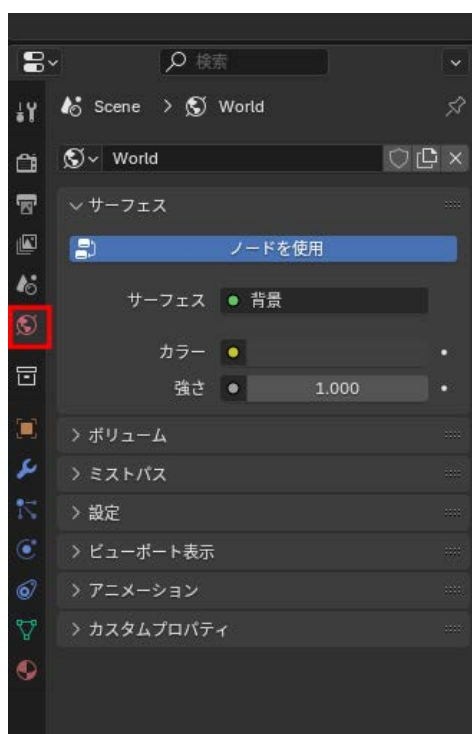 検索
Scene > World
World
サーフェス
ノードを使用
サーフェス 背景
カラー
強さ 1.000
ボリューム
ミストパス
設定
ビューポート表示
アニメーション
カスタムプロパティ